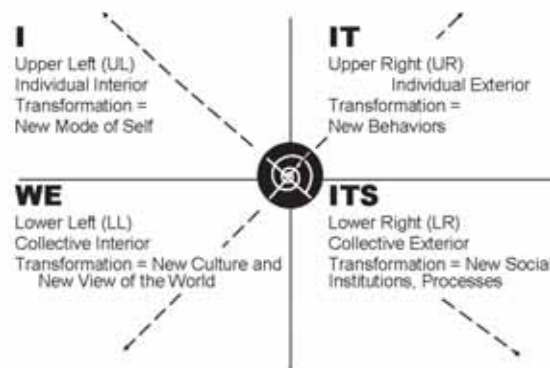 I
Upper Left (UL)
Individual Interior
Transformation =
New Mode of Self
IT
Upper Right (UR)
Individual Exterior
Transformation =
New Behaviors
WE
Lower Left (LL)
Collective Interior
Transformation = New Culture and
New View of the World
ITS
Lower Right (LR)
Collective Exterior
Transformation = New Social
Institutions, Processes